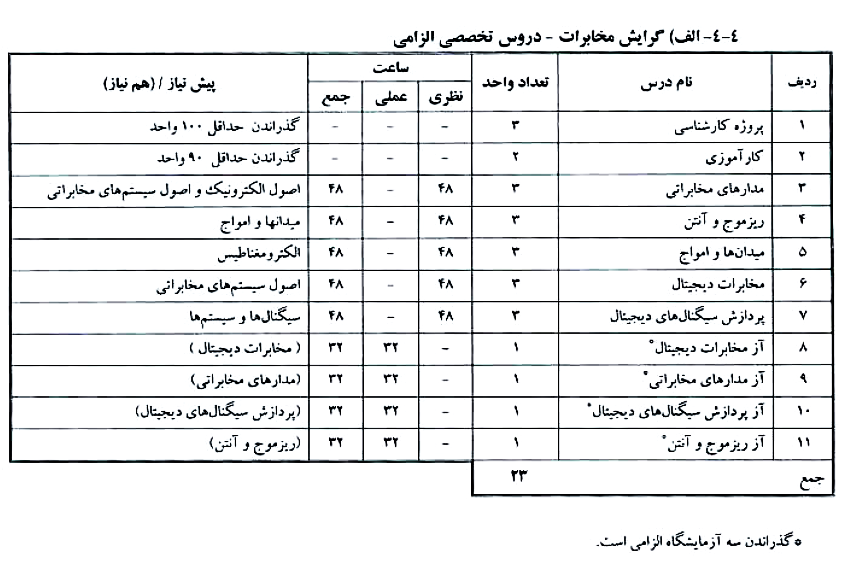 ٤-٤- الف) گرایش مخابرات - دروس تخصصی الزامی
ردیف نام درس تعداد واحد ساعت پیش نیاز / (هم نیاز)
نظری عملی جمع
۱ پروژه کارشناسی ۳ - - - گذراندن حداقل ۱۰۰ واحد
۲ کارآموزی ۲ - - - گذراندن حداقل ۹۰ واحد
۳ مدارهای مخابراتی ۳ ۴۸ - ۴۸ اصول الکترونیک و اصول سیستم‌های مخابراتی
۴ ریزموج و آنتن ۳ ۴۸ - ۴۸ میدانها و امواج
۵ میدان‌ها و امواج ۳ ۴۸ - ۴۸ الکترومغناطیس
۶ مخابرات دیجیتال ۳ ۴۸ - ۴۸ اصول سیستم‌های مخابراتی
۷ پردازش سیگنال‌های دیجیتال ۳ ۴۸ - ۴۸ سیگنال‌ها و سیستم‌ها
۸ آز مخابرات دیجیتال* ۱ - ۳۲ ۳۲ ( مخابرات دیجیتال )
۹ آز مدارهای مخابراتی* ۱ - ۳۲ ۳۲ (مدارهای مخابراتی)
۱۰ آز پردازش سیگنال‌های دیجیتال* ۱ - ۳۲ ۳۲ (پردازش سیگنال‌های دیجیتال)
۱۱ آز ریزموج و آنتن* ۱ - ۳۲ ۳۲ (ریزموج و آنتن)
جمع ۲۳
* گذراندن سه آزمایشگاه الزامی است.